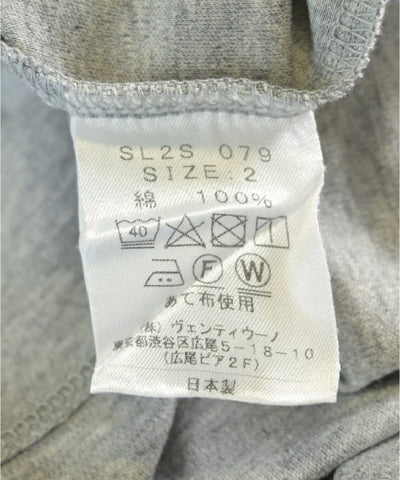 SL2S 079
SIZE:2
綿 100%
40
F W
あて布使用
(株) ヴェンティウーノ
東京都渋谷区広尾5-18-10
(広尾ピア2F)
日本製